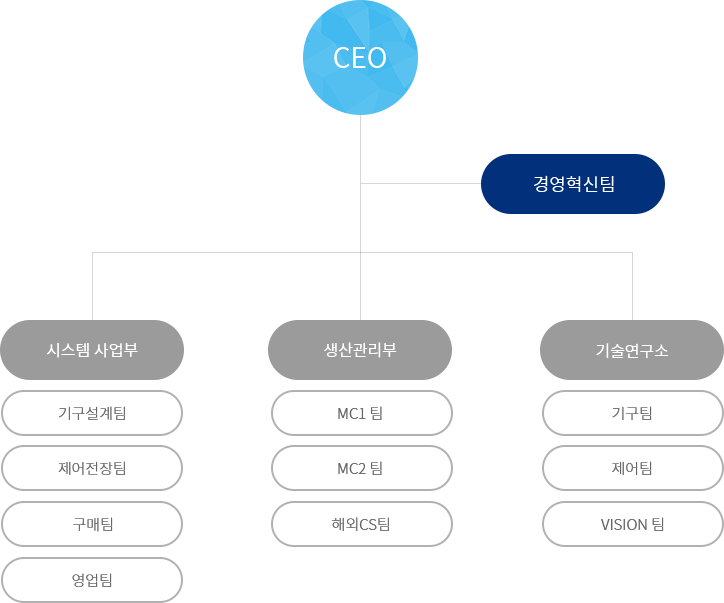 CEO
경영혁신팀
시스템 사업부
기구설계팀
제어전장팀
구매팀
영업팀
생산관리부
MC1 팀
MC2 팀
해외CS팀
기술연구소
기구팀
제어팀
VISION 팀